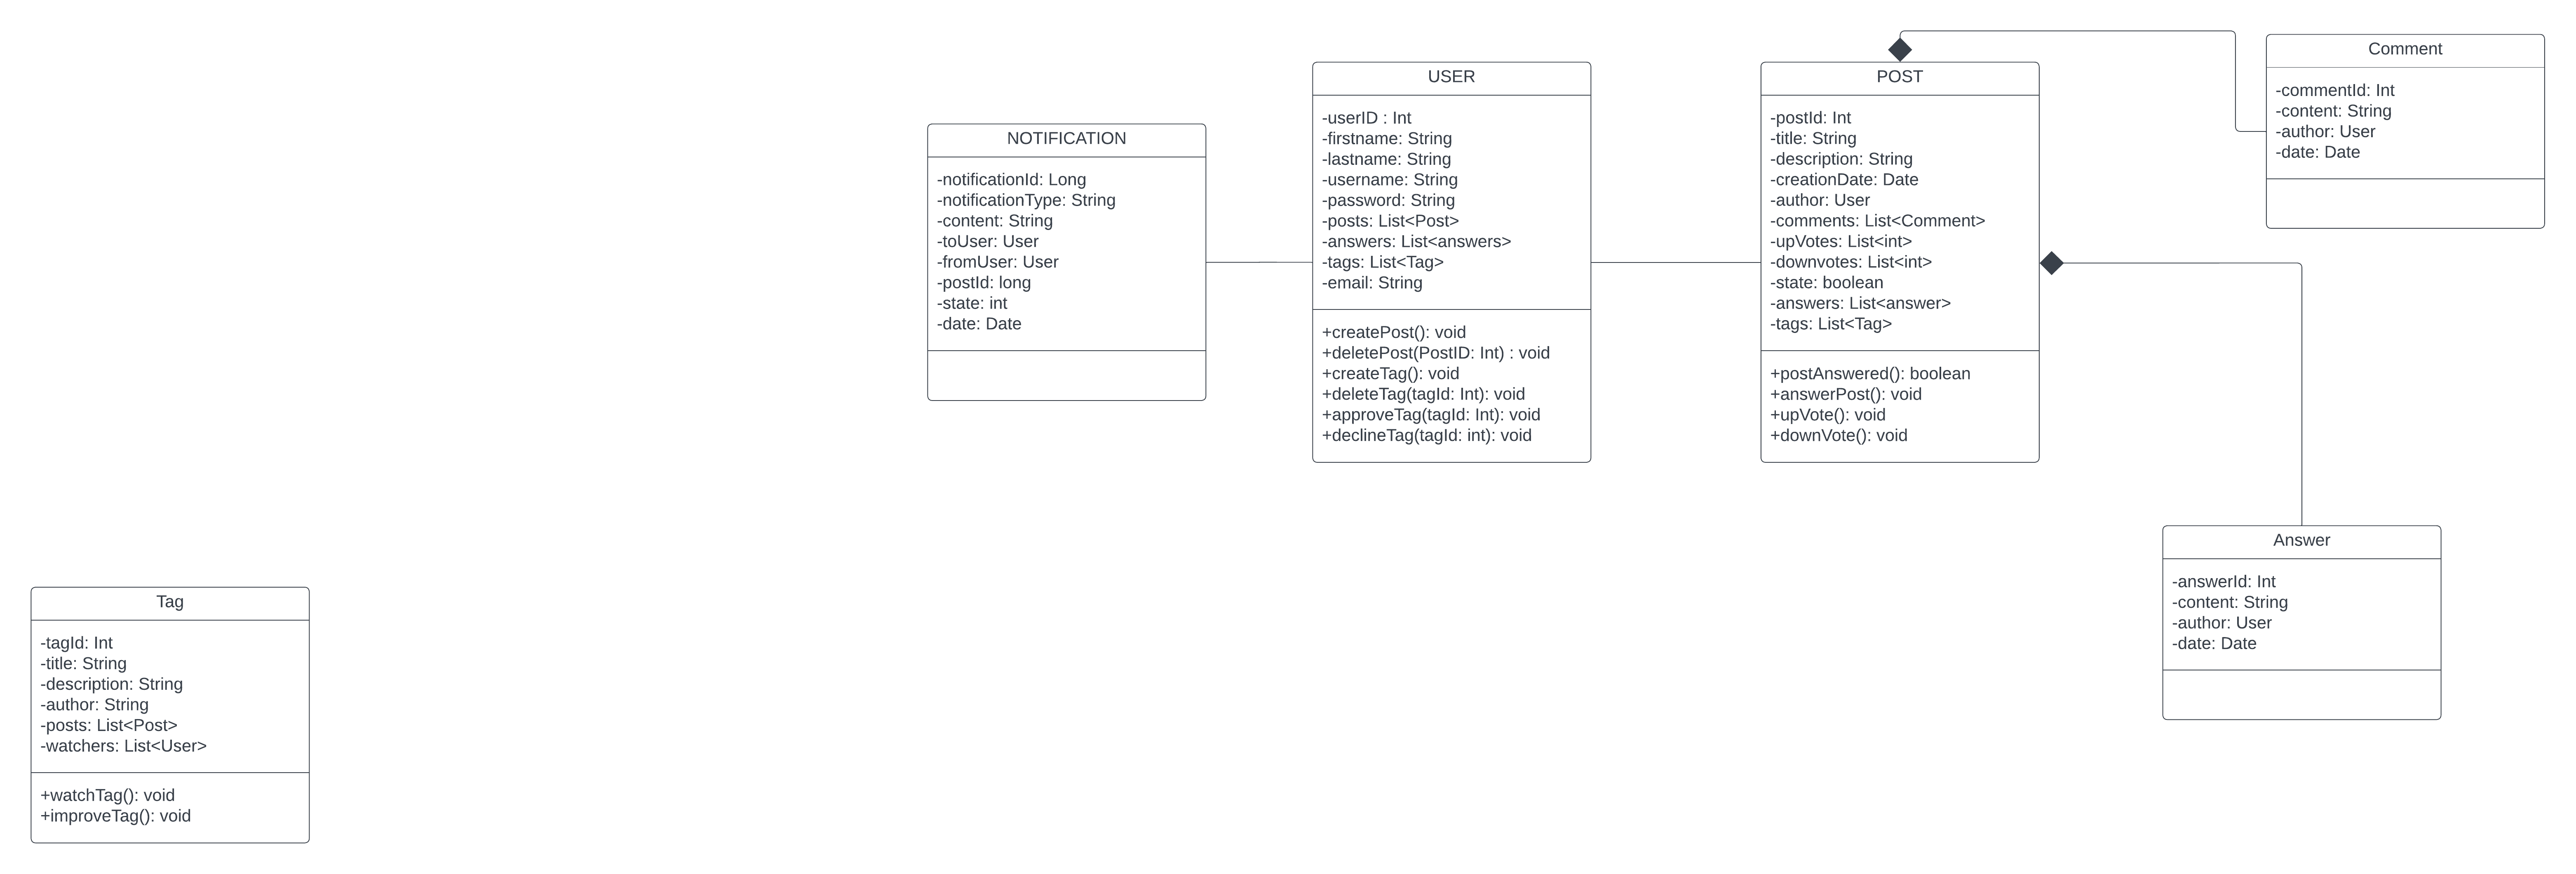 NOTIFICATION
-notificationId: Long
-notificationType: String
-content: String
-toUser: User
-fromUser: User
-postId: long
-state: int
-date: Date
USER
-userID : Int
-firstname: String
-lastname: String
-username: String
-password: String
-posts: List<Post>
-answers: List<answers>
-tags: List<Tag>
-email: String
+createPost(): void
+deletePost(PostID: Int) : void
+createTag(): void
+deleteTag(tagId: Int): void
+approveTag(tagId: Int): void
+declineTag(tagId: int): void
POST
-postId: Int
-title: String
-description: String
-creationDate: Date
-author: User
-comments: List<Comment>
-upVotes: List<int>
-downvotes: List<int>
-state: boolean
-answers: List<answer>
-tags: List<Tag>
+postAnswered(): boolean
+answerPost(): void
+upVote(): void
+downVote(): void
Comment
-commentId: Int
-content: String
-author: User
-date: Date
Answer
-answerId: Int
-content: String
-author: User
-date: Date
Tag
-tagId: Int
-title: String
-description: String
-author: String
-posts: List<Post>
-watchers: List<User>
+watchTag(): void
+improveTag(): void